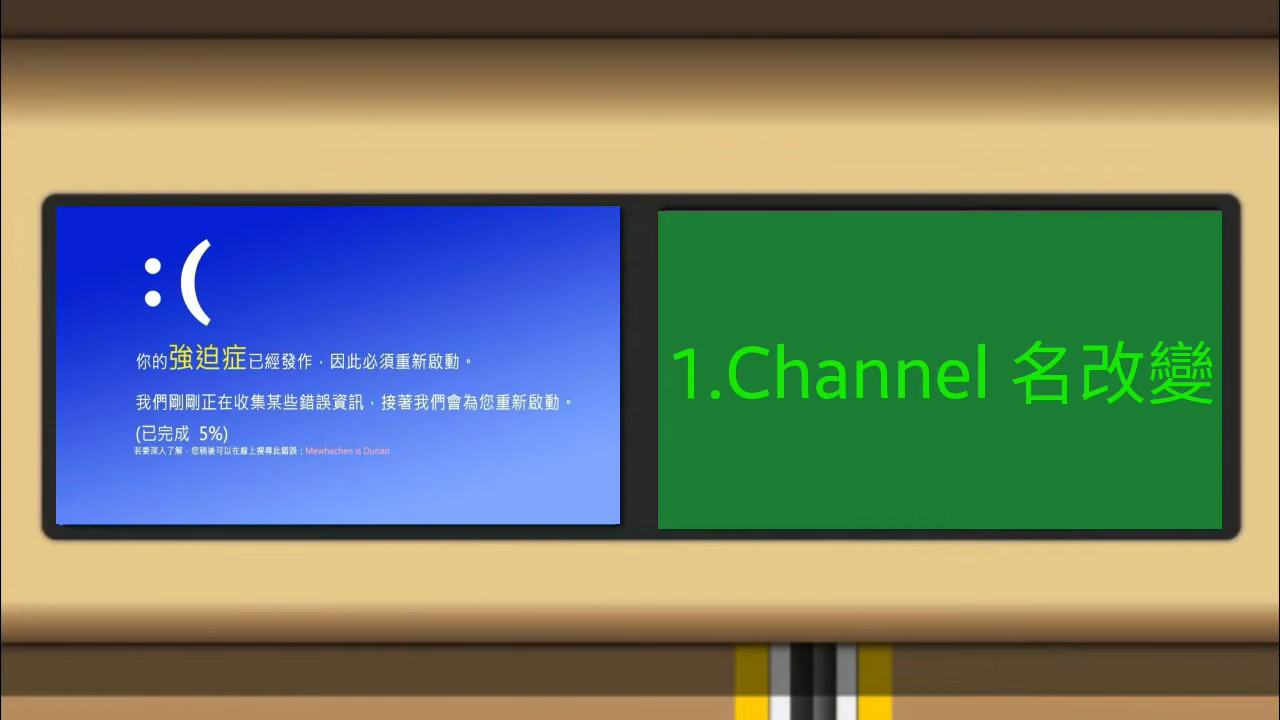 :(
你的強迫症已經發作，因此必須重新啟動。
我們剛剛正在收集某些錯誤資訊，接著我們會為您重新啟動。
(已完成 5%)
若要深入了解，您稍後可以在線上搜尋此錯誤：Mewhachen is Durian
1.Channel 名改變